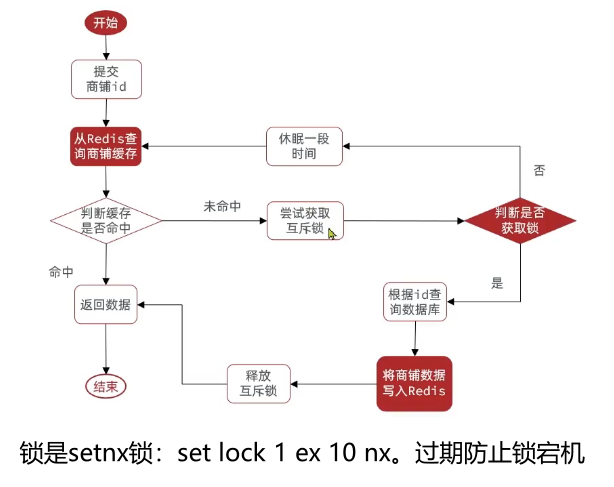 开始
提交
商铺id
从Redis查
询商铺缓存
休眠一段
时间
否
判断缓存
是否命中
未命中
尝试获取
互斥锁
判断是否
获取锁
命中
是
返回数据
根据id查
询数据库
结束
释放
互斥锁
将商铺数据
写入Redis
锁是setnx锁：set lock 1 ex 10 nx。过期防止锁宕机